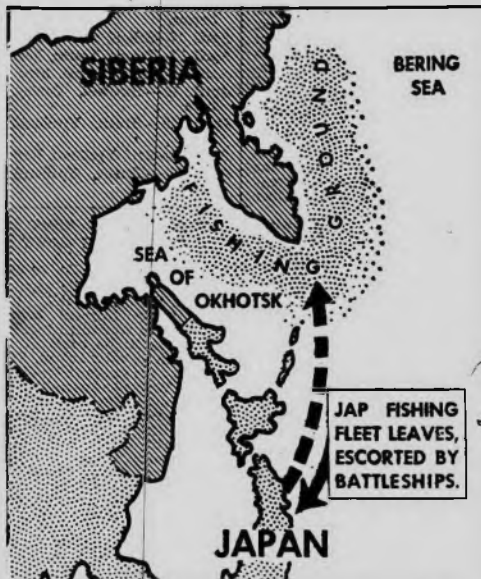 SIBERIA
BERING
SEA
FISHING GROUND
SEA
OF
OKHOTSK
JAP FISHING
FLEET LEAVES,
ESCORTED BY
BATTLESHIPS.
JAPAN